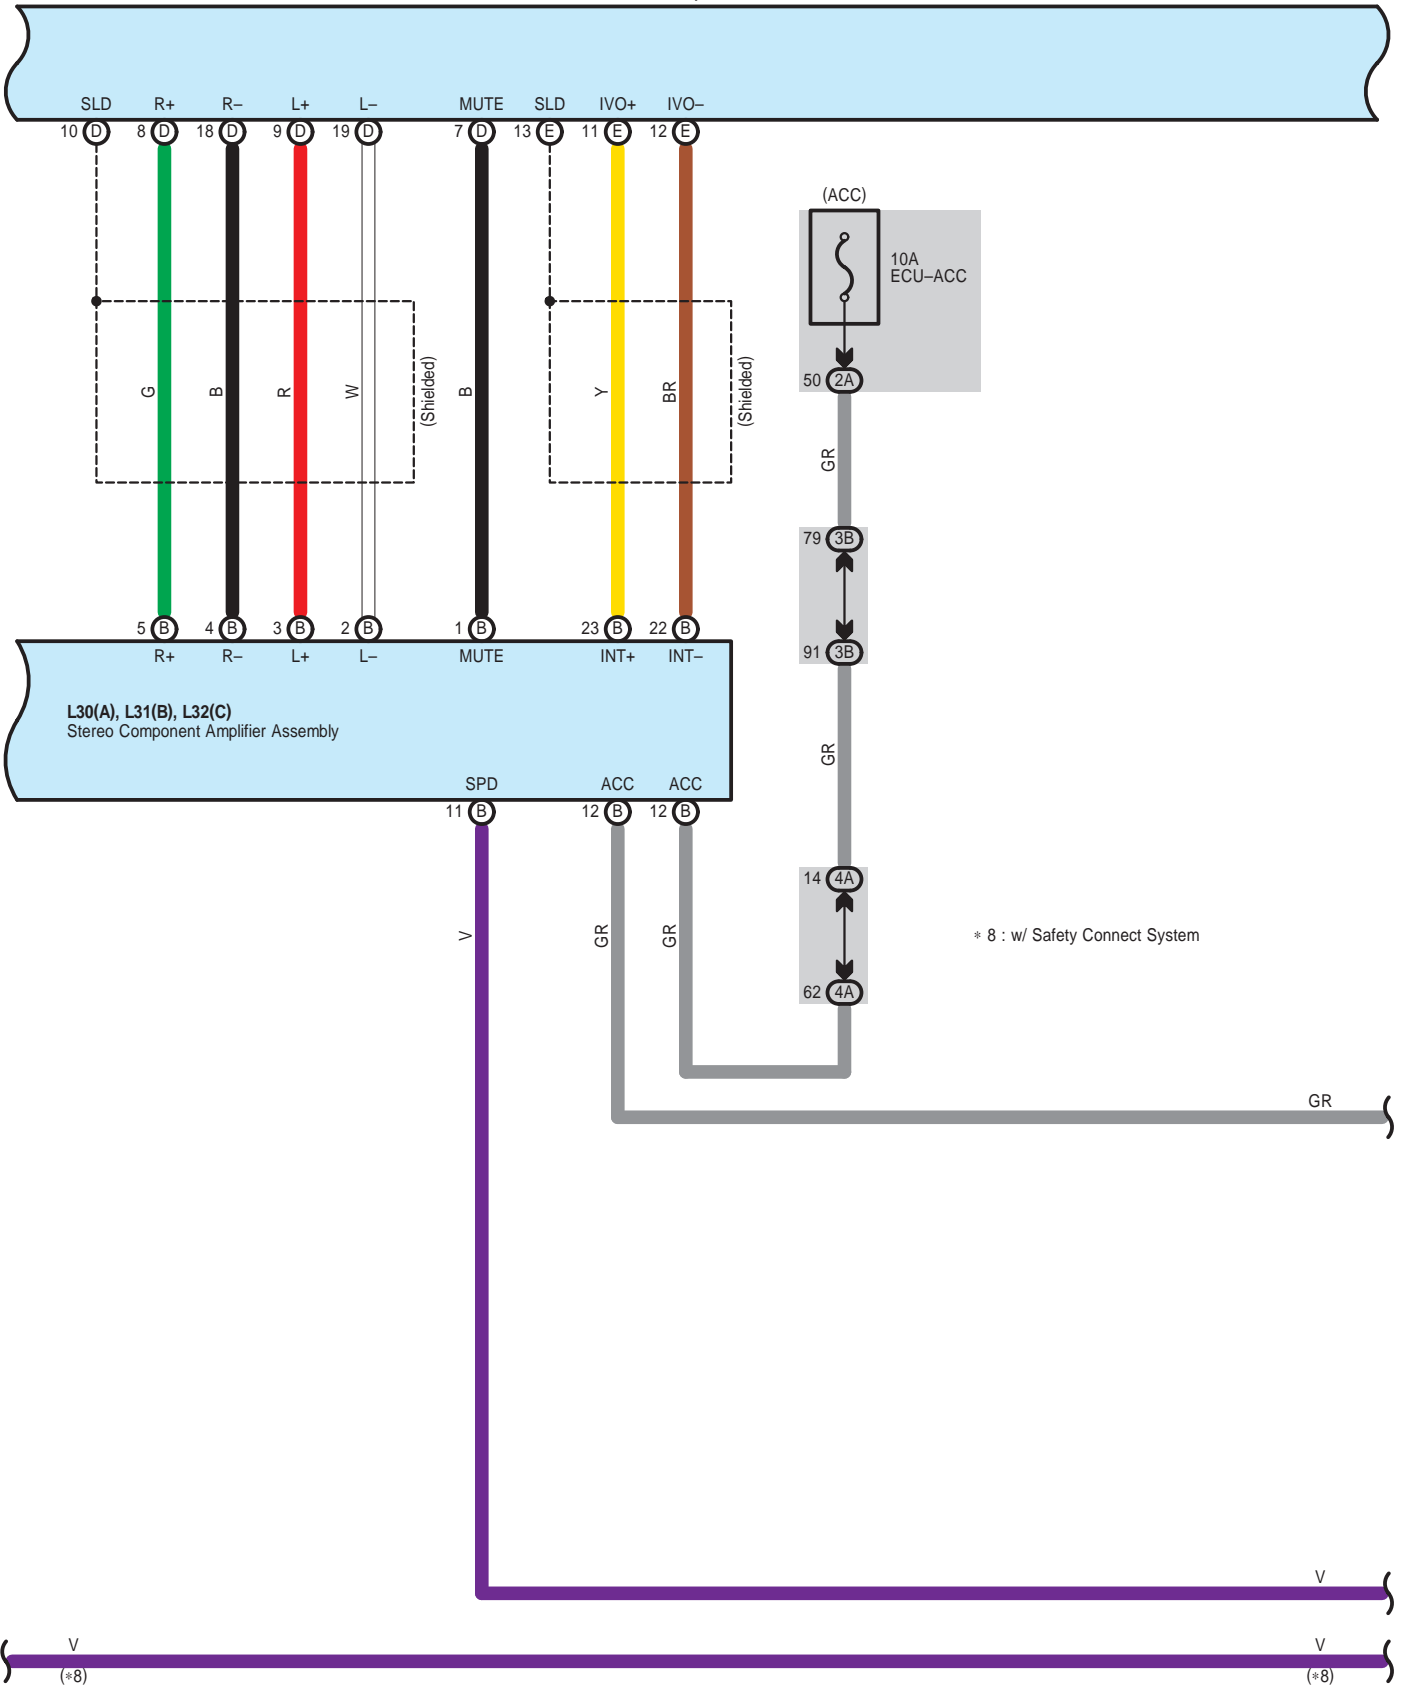 SLD R+ R– L+ L– MUTE SLD IVO+ IVO–
10 D 8 D 18 D 9 D 19 D 7 D 13 E 11 E 12 E
(ACC)
10A
ECU–ACC
50 2A
G B R W (Shielded) B Y BR (Shielded)
GR
79 3B
5 B 4 B 3 B 2 B 1 B 23 B 22 B
91 3B
R+ R– L+ L– MUTE INT+ INT–
L30(A), L31(B), L32(C)
Stereo Component Amplifier Assembly
GR
SPD ACC ACC
11 B 12 B 12 B
14 4A
V GR GR
∗ 8 : w/ Safety Connect System
62 4A
GR
V
V V
(∗8) (∗8)